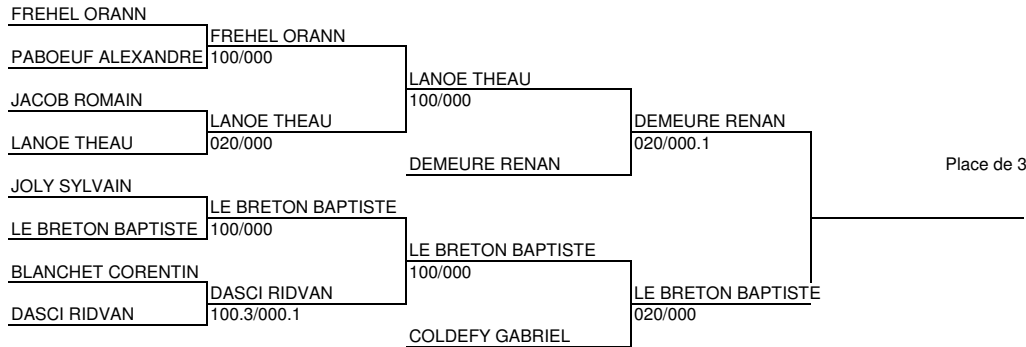 FREHEL ORANN
FREHEL ORANN
PABOEUF ALEXANDRE
100/000
LANOE THEAU
100/000
JACOB ROMAIN
LANOE THEAU
DEMEURE RENAN
LANOE THEAU
020/000
020/000.1
DEMEURE RENAN
Place de 3
JOLY SYLVAIN
LE BRETON BAPTISTE
LE BRETON BAPTISTE
100/000
LE BRETON BAPTISTE
100/000
BLANCHET CORENTIN
DASCI RIDVAN
LE BRETON BAPTISTE
DASCI RIDVAN
100.3/000.1
020/000
COLDEFY GABRIEL